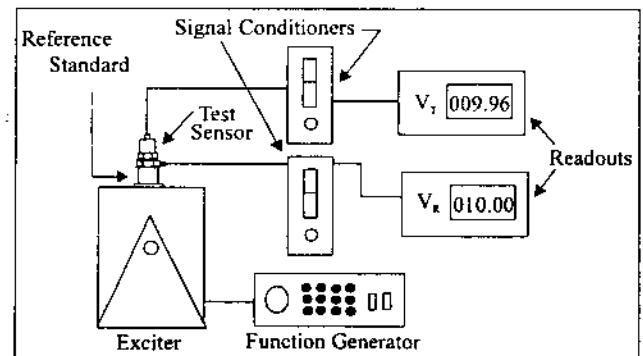 Signal Conditioners
Reference
Standard
Test
Sensor
V_T 009.96
Readouts
V_R 010.00
Exciter
Function Generator